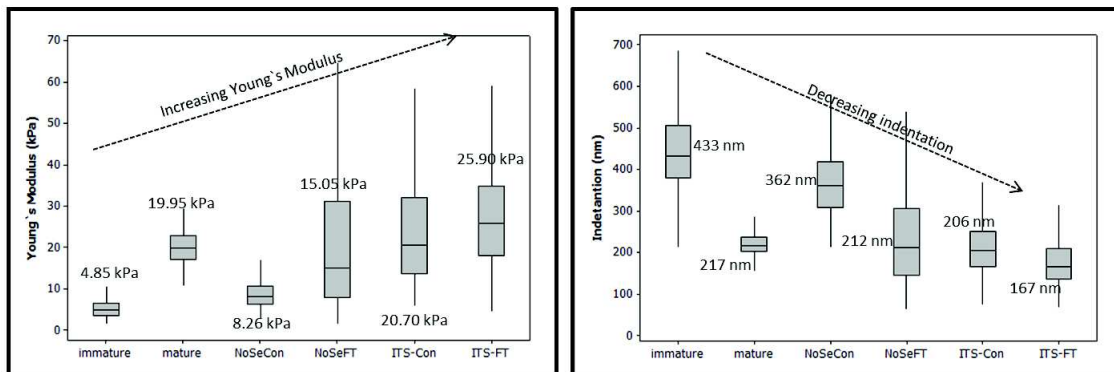 70
60
50
40
30
20
10
0
Young`s Modulus (kPa)
Increasing Young`s Modulus
4.85 kPa
19.95 kPa
8.26 kPa
15.05 kPa
20.70 kPa
25.90 kPa
immature mature NoSeCon NoSeFT ITS-Con ITS-FT
700
600
500
400
300
200
100
0
Indetantion (nm)
Decreasing indentation
433 nm
217 nm
362 nm
212 nm
206 nm
167 nm
immature mature NoSeCon NoSeFT ITS-Con ITS-FT